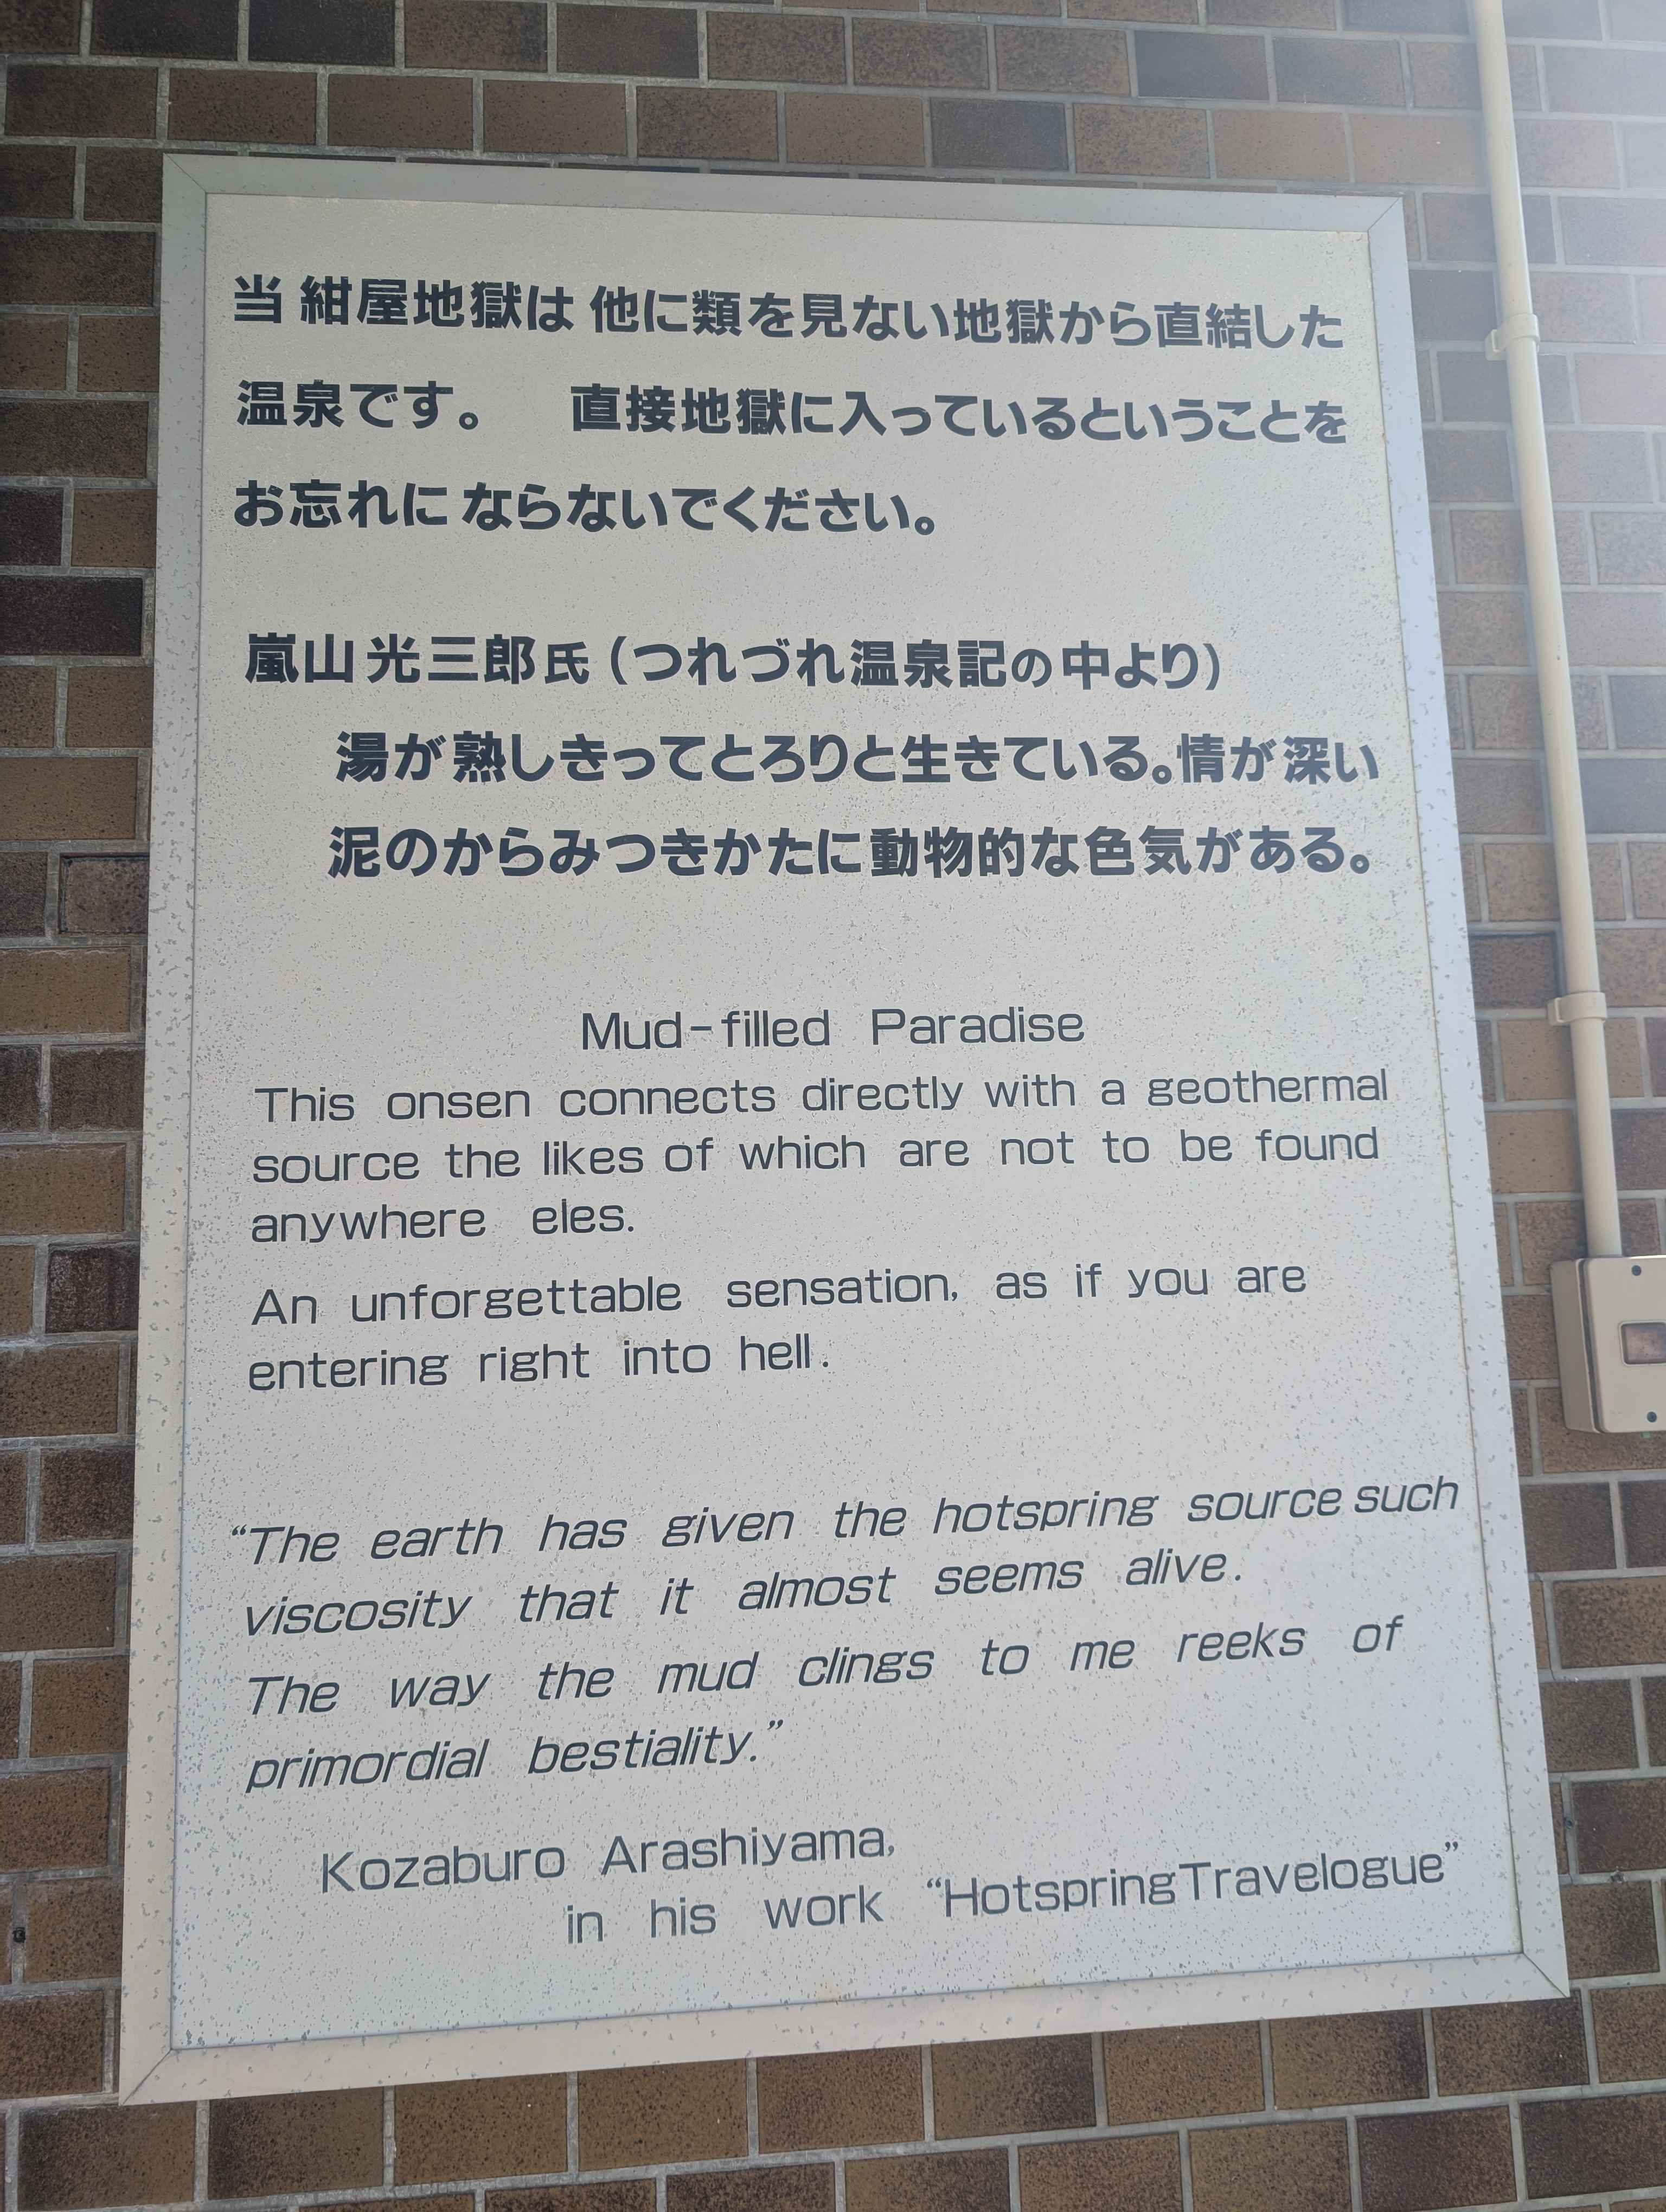 当 紺屋地獄は 他に類を見ない地獄から直結した
温泉です。 直接地獄に入っているということを
お忘れに ならないでください。
嵐山光三郎氏(つれづれ温泉記の中より)
湯が熟しきってとろりと生きている。情が深い
泥のからみつきかたに動物的な色気がある。
Mud-filled Paradise
This onsen connects directly with a geothermal
source the likes of which are not to be found
anywhere eles.
An unforgettable sensation, as if you are
entering right into hell.
“The earth has given the hotspring source such
viscosity that it almost seems alive.
The way the mud clings to me reeks of
primordial bestiality.”
Kozaburo Arashiyama,
in his work “HotspringTravelogue”